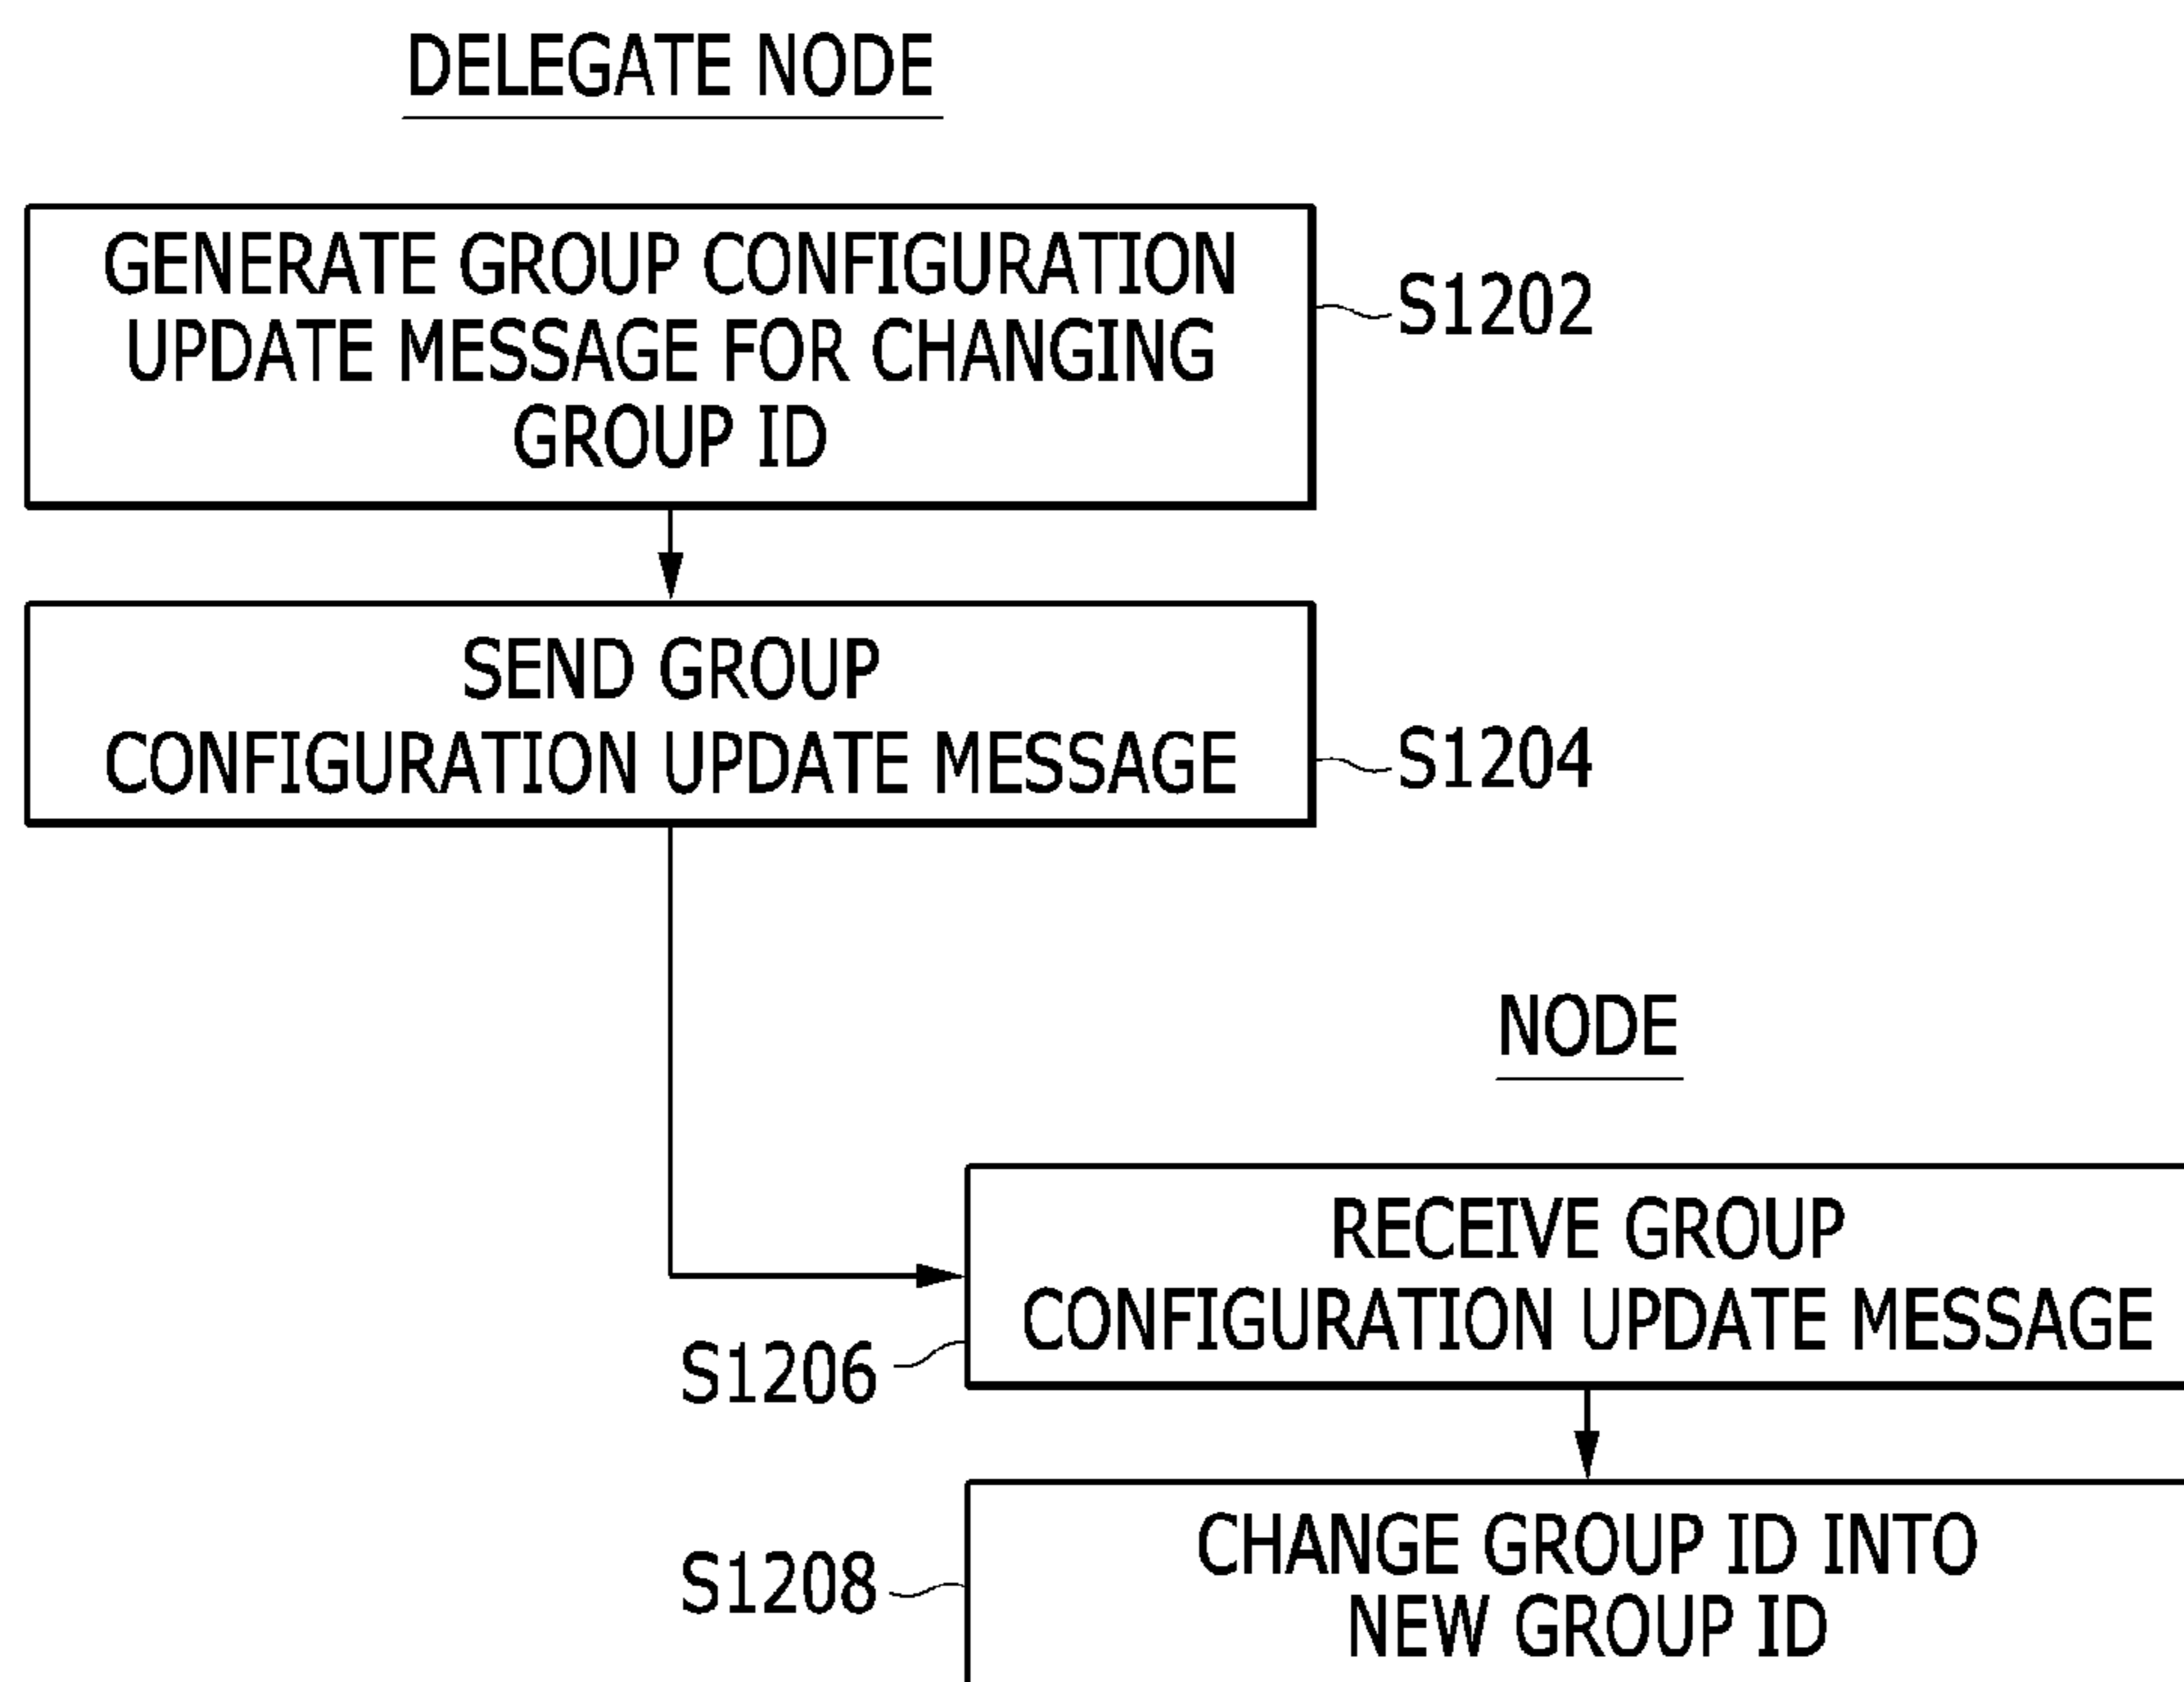 DELEGATE NODE
GENERATE GROUP CONFIGURATION
UPDATE MESSAGE FOR CHANGING
GROUP ID
S1202
SEND GROUP
CONFIGURATION UPDATE MESSAGE
S1204
NODE
RECEIVE GROUP
CONFIGURATION UPDATE MESSAGE
S1206
CHANGE GROUP ID INTO
NEW GROUP ID
S1208